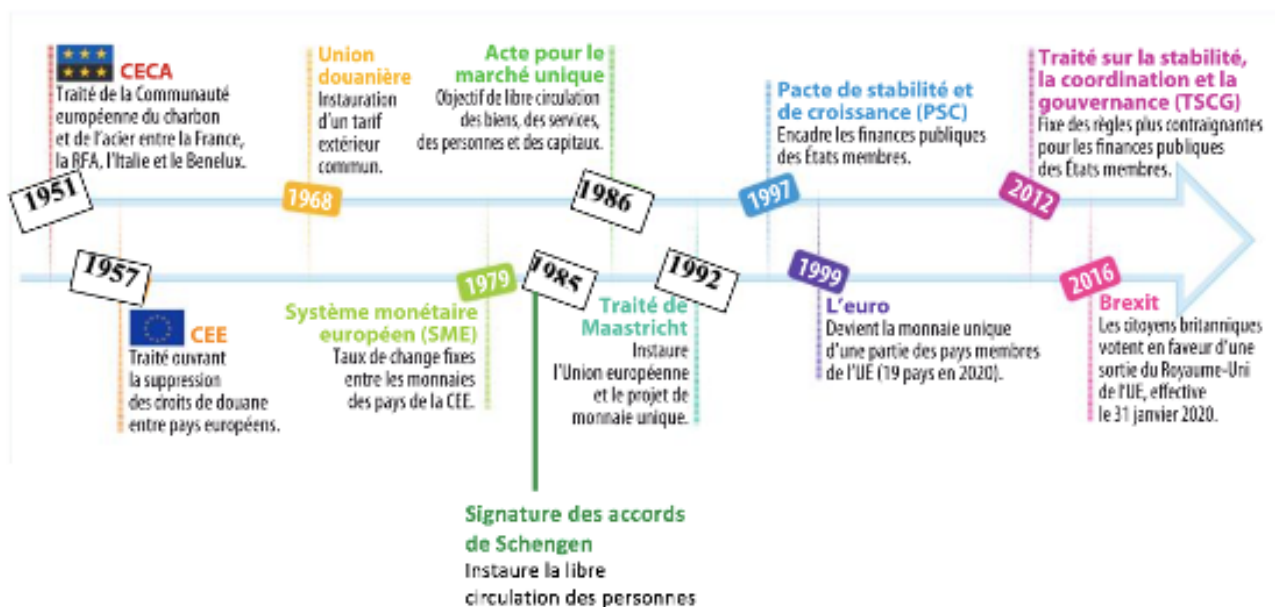 CECA
Traité de la Communauté
européenne du charbon
et de l'acier entre la France,
la RFA, l'Italie et le Benelux.
1951
1957
CEE
Traité ouvrant
la suppression
des droits de douane
entre pays européens.
Union
douanière
Instauration
d'un tarif
extérieur
commun.
1968
1979
Système monétaire
européen (SME)
Taux de change fixes
entre les monnaies
des pays de la CEE.
1985
Signature des accords
de Schengen
Instaure la libre
circulation des personnes
Acte pour le
marché unique
Objectif de libre circulation
des biens, des services,
des personnes et des capitaux.
1986
1992
Traité de
Maastricht
Instaure
l'Union européenne
et le projet de
monnaie unique.
Pacte de stabilité et
de croissance (PSC)
Encadre les finances publiques
des États membres.
1997
1999
L'euro
Devient la monnaie unique
d'une partie des pays membres
de l'UE (19 pays en 2020).
Traité sur la stabilité,
la coordination et la
gouvernance (TSCG)
Fixe des règles plus contraignantes
pour les finances publiques
des États membres.
2012
2016
Brexit
Les citoyens britanniques
votent en faveur d'une
sortie du Royaume-Uni
de l'UE, effective
le 31 janvier 2020.